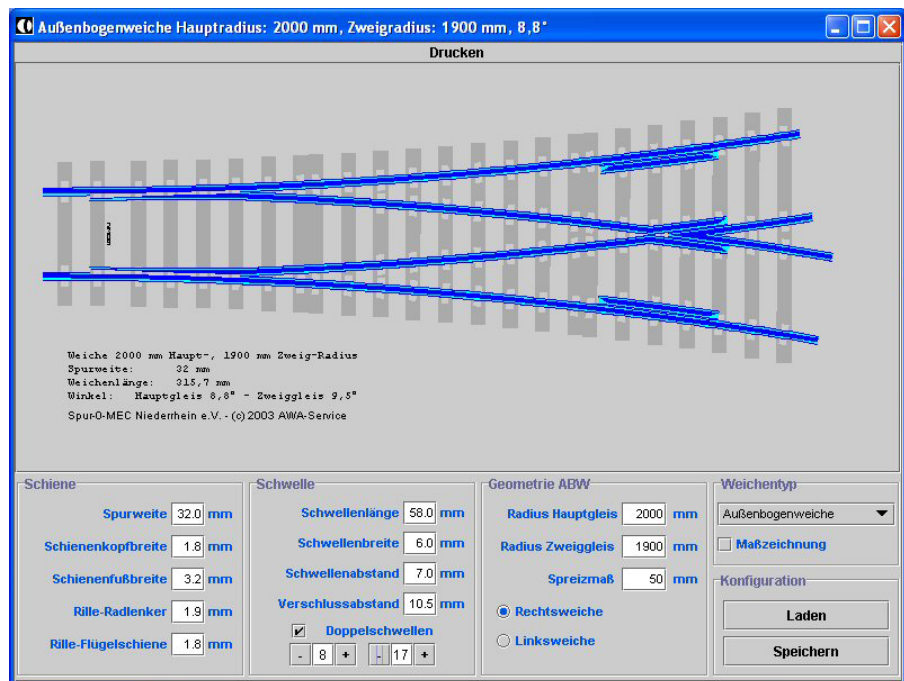 Außenbogenweiche Hauptradius: 2000 mm, Zweigradius: 1900 mm, 8,8°
Drucken
Weiche 2000 mm Haupt-, 1900 mm Zweig-Radius
Spurweite: 32 mm
Weichenlänge: 315,7 mm
Winkel: Hauptgleis 8,8° - Zweiggleis 9,5°
Spur-0-MEC Niederrhein e.V. - (c) 2003 AWA-Service
Schiene
Spurweite 32.0 mm
Schienenkopfbreite 1.8 mm
Schienenfußbreite 3.2 mm
Rille-Radlenker 1.9 mm
Rille-Flügelschiene 1.8 mm
Schwelle
Schwellenlänge 58.0 mm
Schwellenbreite 6.0 mm
Schwellenabstand 7.0 mm
Verschlussabstand 10.5 mm
Doppelschwellen
- 8 + - 17 +
Geometrie ABW
Radius Hauptgleis 2000 mm
Radius Zweiggleis 1900 mm
Spreizmaß 50 mm
Rechtsweiche
Linksweiche
Weichentyp
Außenbogenweiche
Maßzeichnung
Konfiguration
Laden
Speichern